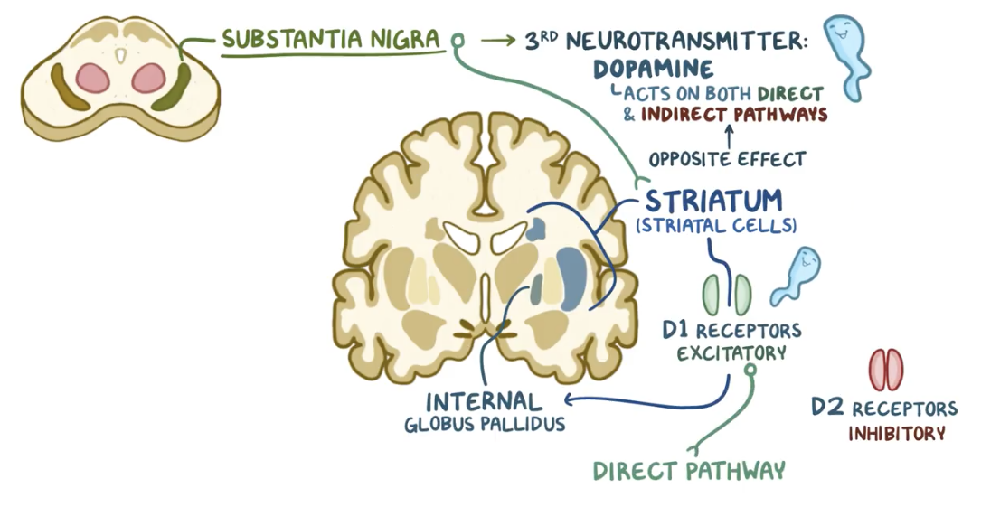 SUBSTANTIA NIGRA
3RD NEUROTRANSMITTER:
DOPAMINE
ACTS ON BOTH DIRECT
& INDIRECT PATHWAYS
OPPOSITE EFFECT
STRIATUM
(STRIATAL CELLS)
D1 RECEPTORS
EXCITATORY
INTERNAL
GLOBUS PALLIDUS
D2 RECEPTORS
INHIBITORY
DIRECT PATHWAY